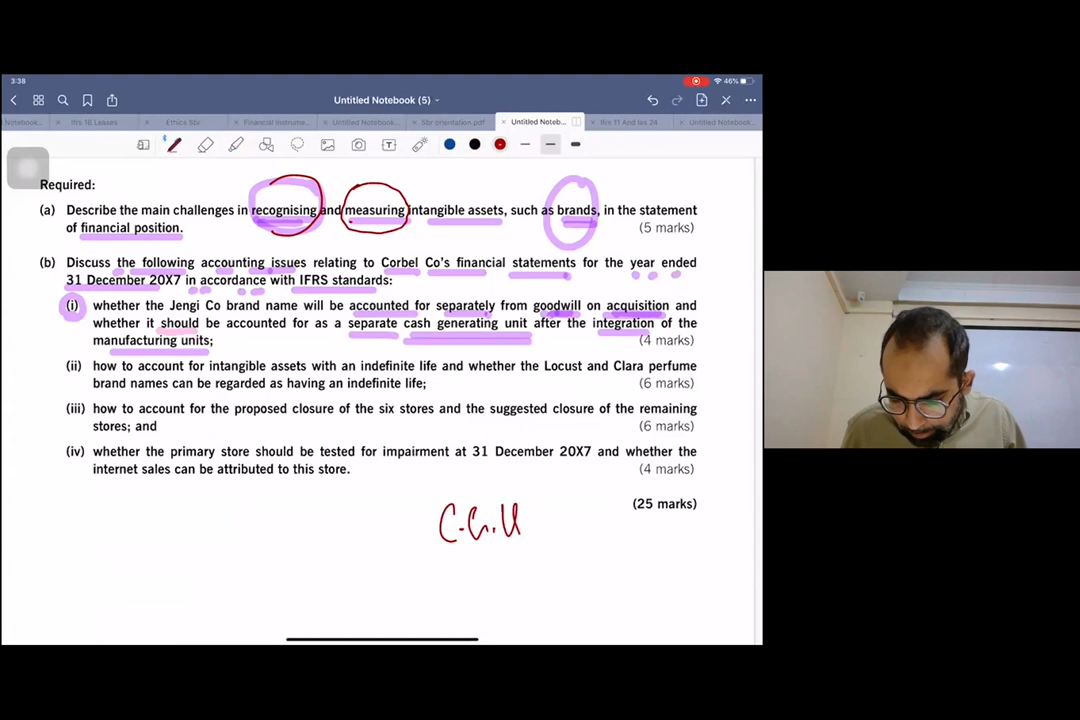 3:38
46%
Untitled Notebook (5)
Notebook...
Ifrs 16 Leases
Ethics Sbr
Financial Instrume...
Untitled Notebook...
Sbr orientation pdf
Untitled Noteb...
Ifrs 11 And Ias 24
Untitled Notebook...
Required:
(a) Describe the main challenges in recognising and measuring intangible assets, such as brands, in the statement
of financial position. (5 marks)
(b) Discuss the following accounting issues relating to Corbel Co's financial statements for the year ended
31 December 20X7 in accordance with IFRS standards:
(i) whether the Jengi Co brand name will be accounted for separately from goodwill on acquisition and
whether it should be accounted for as a separate cash generating unit after the integration of the
manufacturing units; (4 marks)
(ii) how to account for intangible assets with an indefinite life and whether the Locust and Clara perfume
brand names can be regarded as having an indefinite life; (6 marks)
(iii) how to account for the proposed closure of the six stores and the suggested closure of the remaining
stores; and (6 marks)
(iv) whether the primary store should be tested for impairment at 31 December 20X7 and whether the
internet sales can be attributed to this store. (4 marks)
(25 marks)
C.G.U